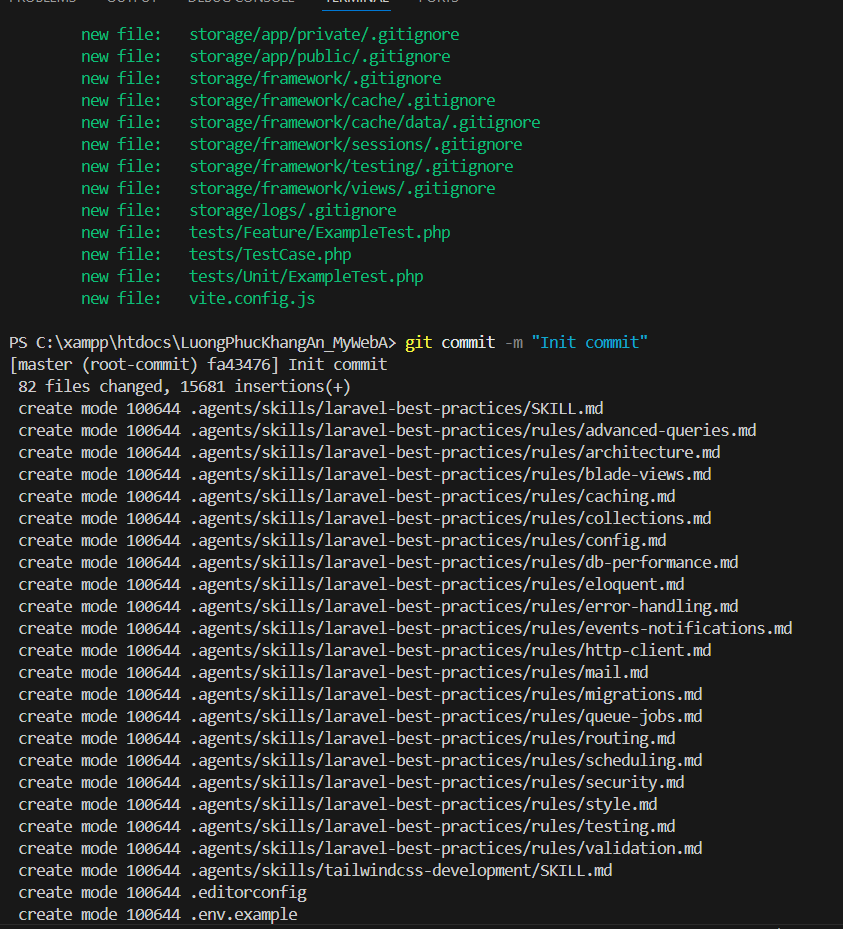 PROBLEMS OUTPUT DEBUG CONSOLE TERMINAL PORTS
new file: storage/app/private/.gitignore
new file: storage/app/public/.gitignore
new file: storage/framework/.gitignore
new file: storage/framework/cache/.gitignore
new file: storage/framework/cache/data/.gitignore
new file: storage/framework/sessions/.gitignore
new file: storage/framework/testing/.gitignore
new file: storage/framework/views/.gitignore
new file: storage/logs/.gitignore
new file: tests/Feature/ExampleTest.php
new file: tests/TestCase.php
new file: tests/Unit/ExampleTest.php
new file: vite.config.js
PS C:\xampp\htdocs\LuongPhucKhangAn_MyWebA> git commit -m "Init commit"
[master (root-commit) fa43476] Init commit
82 files changed, 15681 insertions(+)
create mode 100644 .agents/skills/laravel-best-practices/SKILL.md
create mode 100644 .agents/skills/laravel-best-practices/rules/advanced-queries.md
create mode 100644 .agents/skills/laravel-best-practices/rules/architecture.md
create mode 100644 .agents/skills/laravel-best-practices/rules/blade-views.md
create mode 100644 .agents/skills/laravel-best-practices/rules/caching.md
create mode 100644 .agents/skills/laravel-best-practices/rules/collections.md
create mode 100644 .agents/skills/laravel-best-practices/rules/config.md
create mode 100644 .agents/skills/laravel-best-practices/rules/db-performance.md
create mode 100644 .agents/skills/laravel-best-practices/rules/eloquent.md
create mode 100644 .agents/skills/laravel-best-practices/rules/error-handling.md
create mode 100644 .agents/skills/laravel-best-practices/rules/events-notifications.md
create mode 100644 .agents/skills/laravel-best-practices/rules/http-client.md
create mode 100644 .agents/skills/laravel-best-practices/rules/mail.md
create mode 100644 .agents/skills/laravel-best-practices/rules/migrations.md
create mode 100644 .agents/skills/laravel-best-practices/rules/queue-jobs.md
create mode 100644 .agents/skills/laravel-best-practices/rules/routing.md
create mode 100644 .agents/skills/laravel-best-practices/rules/scheduling.md
create mode 100644 .agents/skills/laravel-best-practices/rules/security.md
create mode 100644 .agents/skills/laravel-best-practices/rules/style.md
create mode 100644 .agents/skills/laravel-best-practices/rules/testing.md
create mode 100644 .agents/skills/laravel-best-practices/rules/validation.md
create mode 100644 .agents/skills/tailwindcss-development/SKILL.md
create mode 100644 .editorconfig
create mode 100644 .env.example